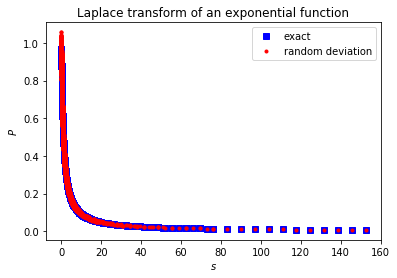 Laplace transform of an exponential function
exact
random deviation
P
1.0
0.8
0.6
0.4
0.2
0.0
0 20 40 60 80 100 120 140 160
s